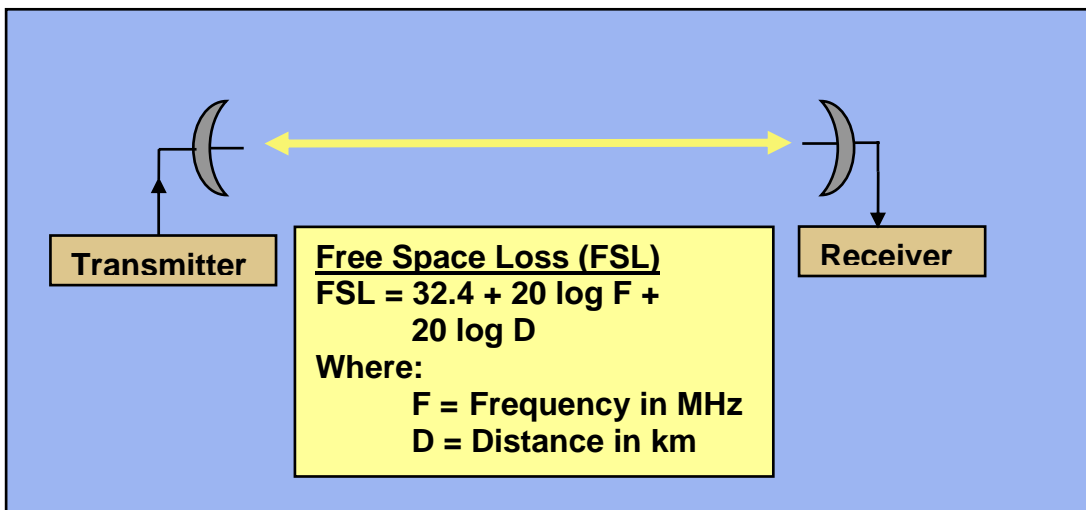 Transmitter
Receiver
Free Space Loss (FSL)
FSL = 32.4 + 20 log F +
20 log D
Where:
F = Frequency in MHz
D = Distance in km